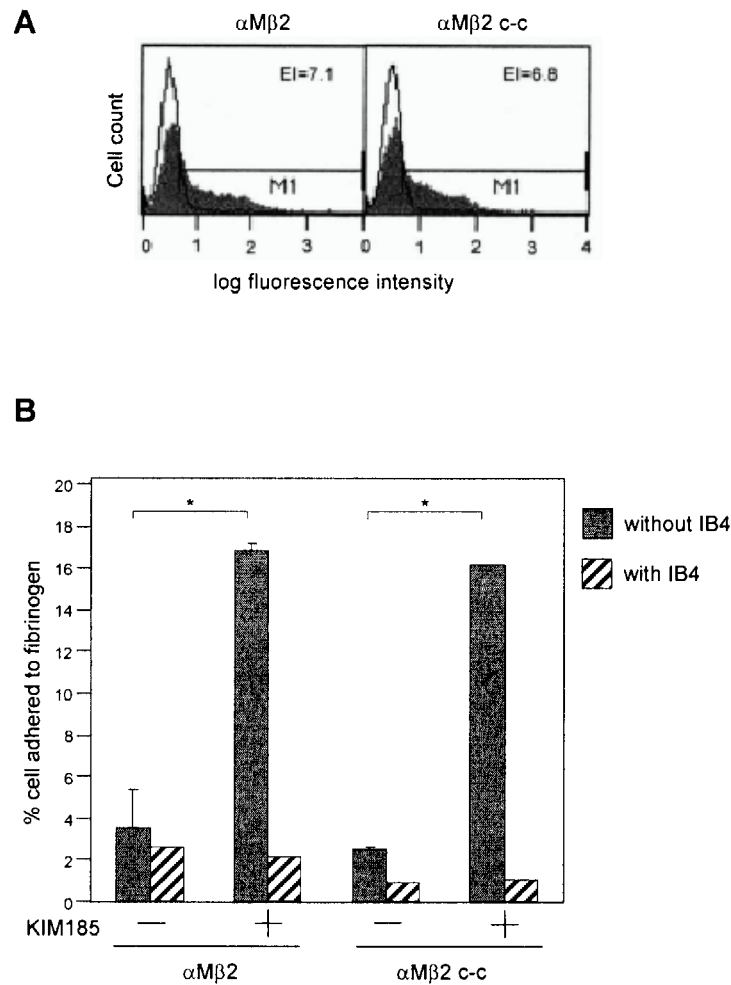 A
αMβ2 αMβ2 c-c
EI=7.1 EI=6.8
Cell count
M1 M1
0 1 2 3 0 1 2 3 4
log fluorescence intensity
B
20
18
16
14
12
10
8
6
4
2
0
% cell adhered to fibrinogen
* *
without IB4
with IB4
KIM185 — + — +
αMβ2 αMβ2 c-c